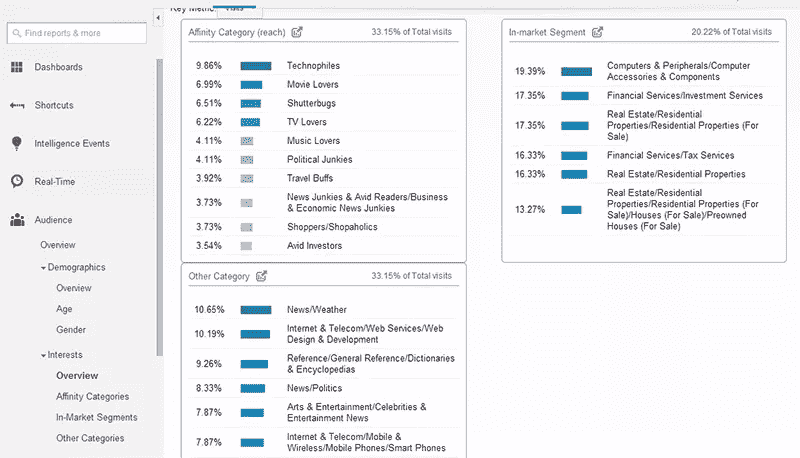 Key Metric:
Visits
Find reports & more
Dashboards
Shortcuts
Intelligence Events
Real-Time
Audience
Overview
Demographics
Overview
Age
Gender
Interests
Overview
Affinity Categories
In-Market Segments
Other Categories
Affinity Category (reach) 33.15% of Total visits
9.86% Technophiles
6.99% Movie Lovers
6.51% Shutterbugs
6.22% TV Lovers
4.11% Music Lovers
4.11% Political Junkies
3.92% Travel Buffs
3.73% News Junkies & Avid Readers/Business
& Economic News Junkies
3.73% Shoppers/Shopaholics
3.54% Avid Investors
In-market Segment 20.22% of Total visits
19.39% Computers & Peripherals/Computer
Accessories & Components
17.35% Financial Services/Investment Services
17.35% Real Estate/Residential
Properties/Residential Properties (For
Sale)
16.33% Financial Services/Tax Services
16.33% Real Estate/Residential Properties
13.27% Real Estate/Residential
Properties/Residential Properties (For
Sale)/Houses (For Sale)/Preowned
Houses (For Sale)
Other Category 33.15% of Total visits
10.65% News/Weather
10.19% Internet & Telecom/Web Services/Web
Design & Development
9.26% Reference/General Reference/Dictionaries
& Encyclopedias
8.33% News/Politics
7.87% Arts & Entertainment/Celebrities &
Entertainment News
7.87% Internet & Telecom/Mobile &
Wireless/Mobile Phones/Smart Phones